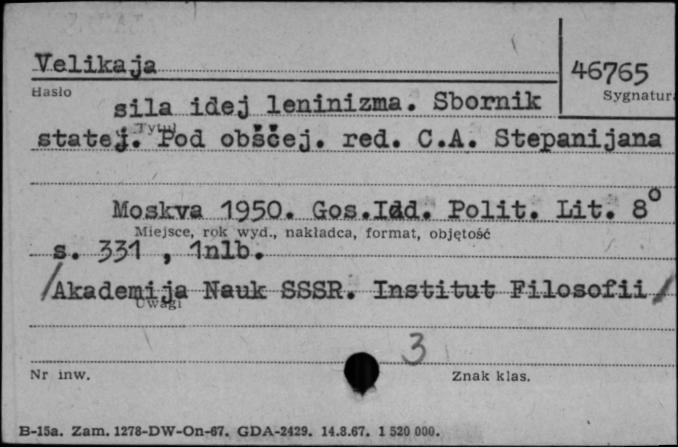 Velikaja
46765
Hasło
Sygnatura
sila idej leninizma. Sbornik
Tytuł
statej. Pod obščej. red. C.A. Stepanijana
Moskva 1950. Gos.Izd. Polit. Lit. 8°
Miejsce, rok wyd., nakładca, format, objętość
s. 331 , 1nlb.
/Akademija Nauk SSSR. Institut Filosofii/
Uwagi
3
Nr inw.
Znak klas.
B-15a. Zam. 1278-DW-On-67. GDA-2429. 14.8.67. 1 520 000.